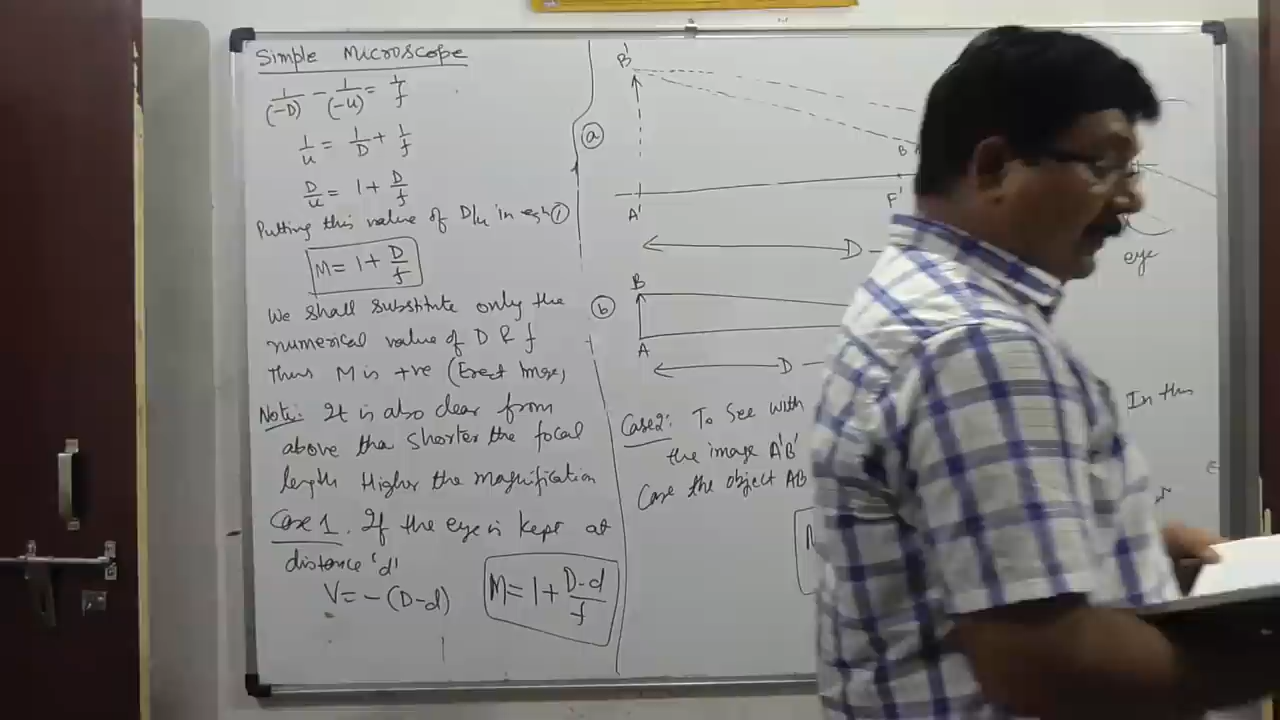 Simple Microscope
1/(-D) - 1/(-u) = 1/f
1/u = 1/D + 1/f
D/u = 1 + D/f
Putting this value of D/u in eqn ①
M = 1 + D/f
We shall substitute only the
numerical value of D & f
thus M is +ve (Erect Image,
Note: It is also clear from
above the shorter the focal
length Higher the magnification
Case 1. If the eye is kept at
distance 'd'
V = -(D-d)
M = 1 + D-d/f
ⓐ
B'
B
A'
F'
D
eye
ⓑ
B
A
D
Case 2: To see with
the image A'B' In this
Case the object AB